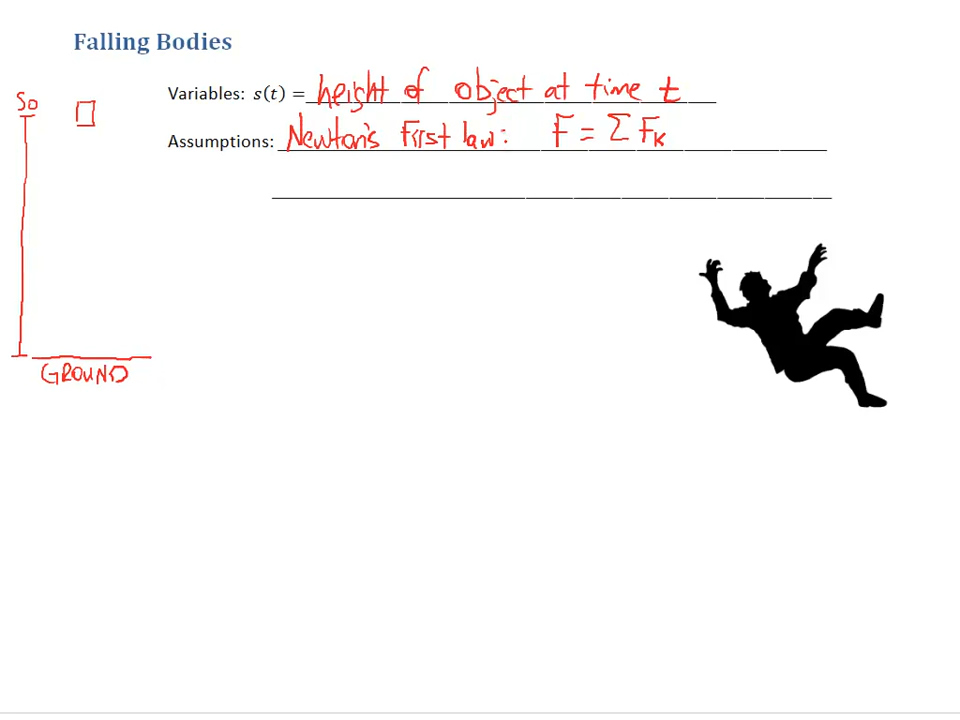 Falling Bodies
Variables: s(t) = height of object at time t
So
Assumptions: Newton's First law: F = Σ Fk
GROUND